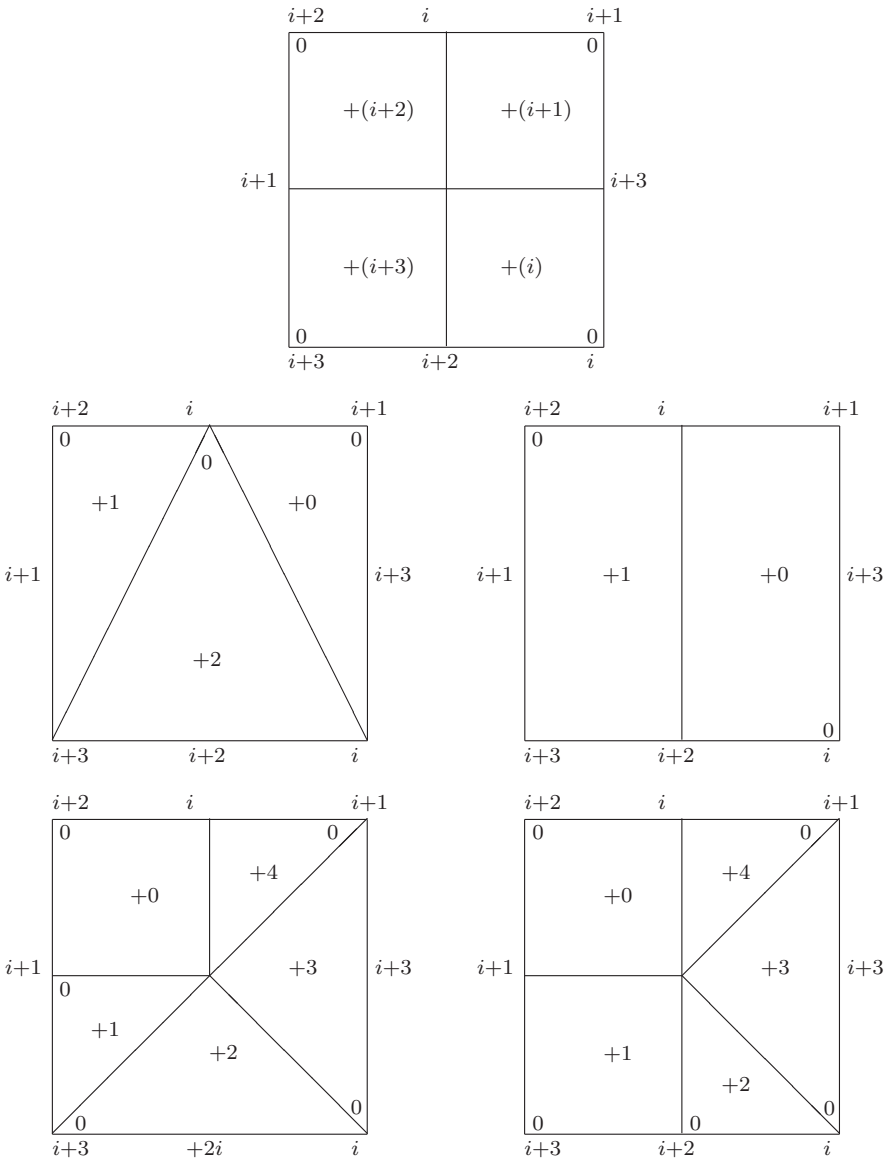 i+2 i i+1
0 0
+(i+2) +(i+1)
i+1 i+3
+(i+3) +(i)
0 0
i+3 i+2 i
i+2 i i+1 i+2 i i+1
0 0 0
0
+1 +0
i+1 i+3 i+1 +1 +0 i+3
+2
0
i+3 i+2 i i+3 i+2 i
i+2 i i+1 i+2 i i+1
0 0 0 0
+4 +4
+0 +0
i+1 +3 i+3 i+1 +3 i+3
0
+1
+2 +1
+2
0 0
0 0 0
i+3 +2i i i+3 i+2 i